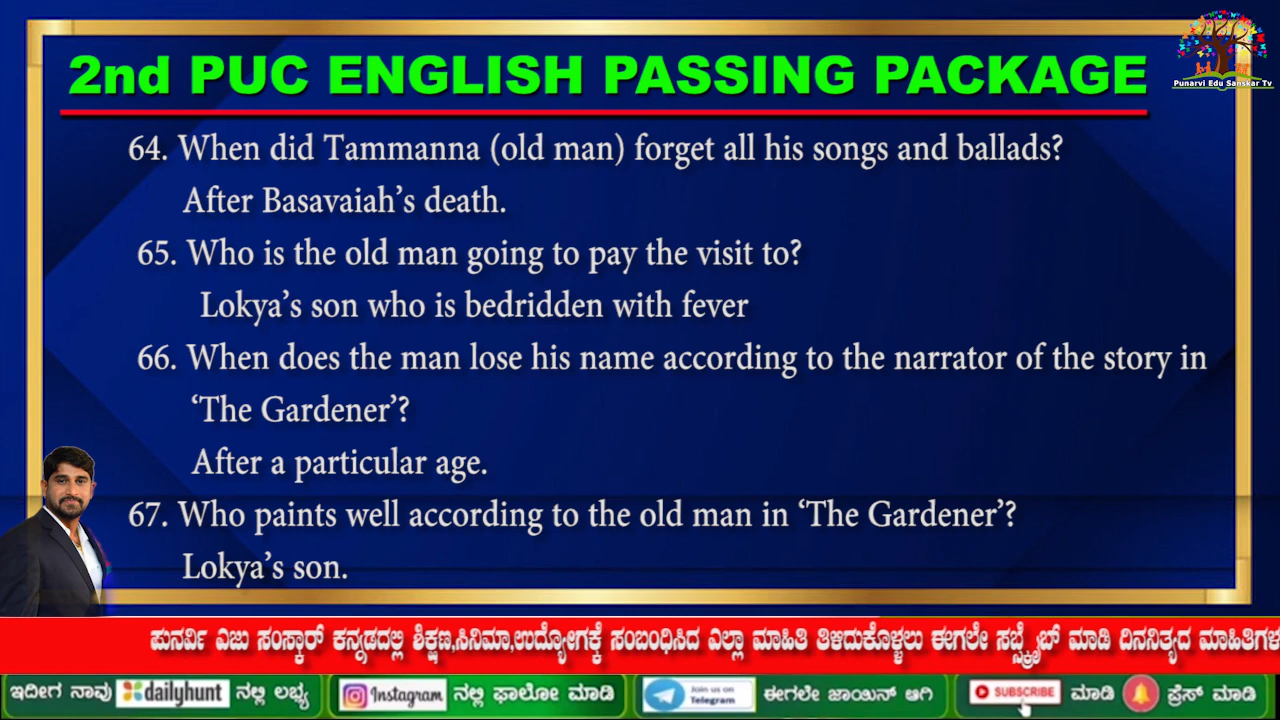 2nd PUC ENGLISH PASSING PACKAGE
Punarvi Edu Sanskar Tv
64. When did Tammanna (old man) forget all his songs and ballads?
After Basavaiah’s death.
65. Who is the old man going to pay the visit to?
Lokya’s son who is bedridden with fever
66. When does the man lose his name according to the narrator of the story in
‘The Gardener’?
After a particular age.
67. Who paints well according to the old man in ‘The Gardener’?
Lokya’s son.
ಪುನರ್ವಿ ಎಜು ಸಂಸ್ಕಾರ್ ಕನ್ನಡದಲ್ಲಿ ಶಿಕ್ಷಣ,ಸಿನಿಮಾ,ಉದ್ಯೋಗಕ್ಕೆ ಸಂಬಂಧಿಸಿದ ಎಲ್ಲಾ ಮಾಹಿತಿ ತಿಳಿದುಕೊಳ್ಳಲು ಈಗಲೇ ಸಬ್ಸ್ಕ್ರೈಬ್ ಮಾಡಿ ದಿನನಿತ್ಯದ ಮಾಹಿತಿಗಳ
ಇದೀಗ ನಾವು dailyhunt ನಲ್ಲಿ ಲಭ್ಯ Instagram ನಲ್ಲಿ ಫಾಲೋ ಮಾಡಿ Join us on Telegram ಈಗಲೇ ಜಾಯಿನ್ ಆಗಿ SUBSCRIBE ಮಾಡಿ ಪ್ರೆಸ್ ಮಾಡಿ